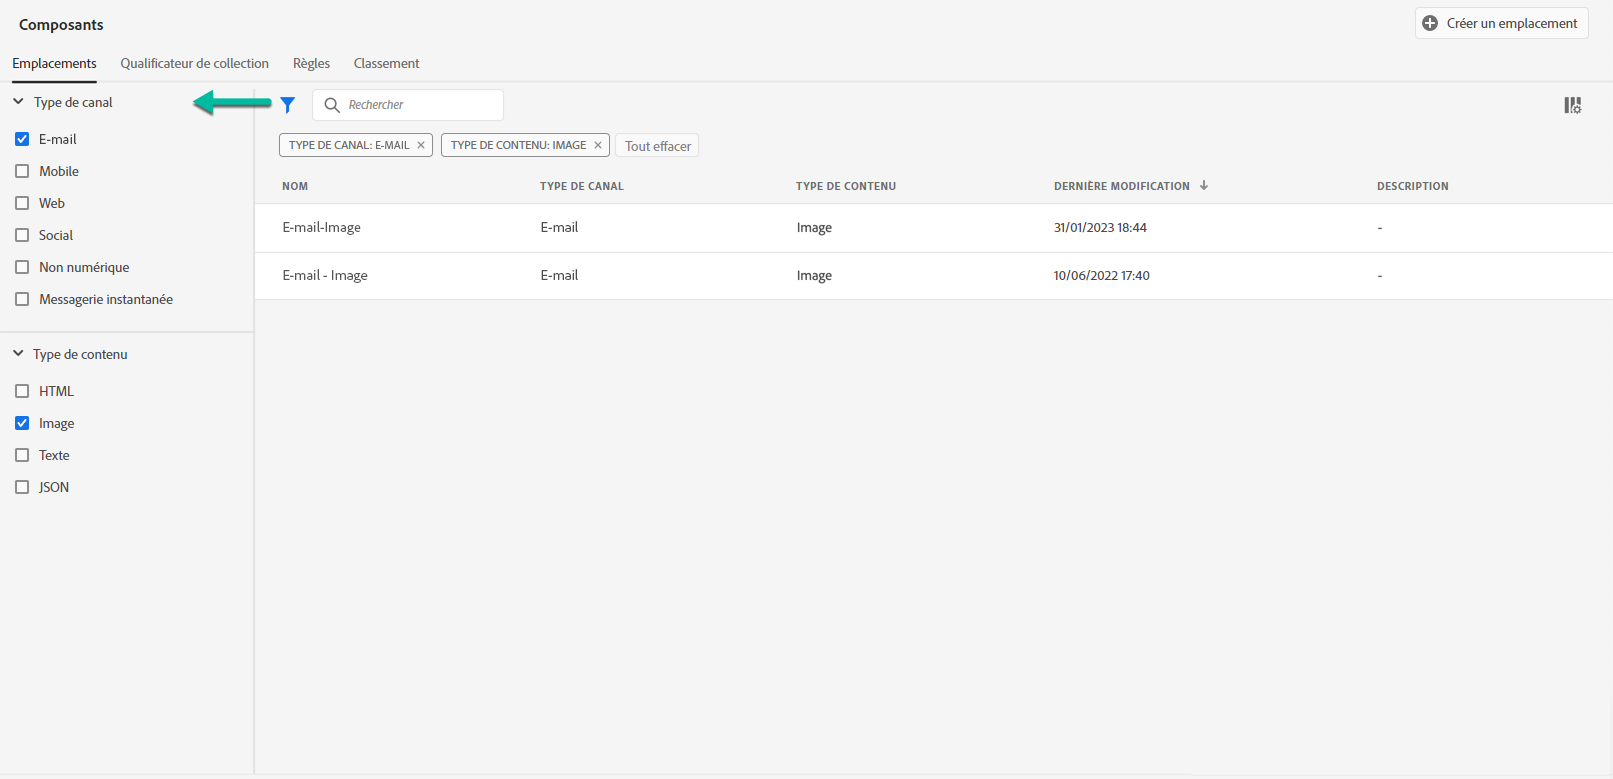 Composants
Créer un emplacement
Emplacements Qualificateur de collection Règles Classement
Type de canal
E-mail
Mobile
Web
Social
Non numérique
Messagerie instantanée
Type de contenu
HTML
Image
Texte
JSON
Rechercher
TYPE DE CANAL: E-MAIL TYPE DE CONTENU: IMAGE Tout effacer
NOM TYPE DE CANAL TYPE DE CONTENU DERNIÈRE MODIFICATION DESCRIPTION
E-mail-Image E-mail Image 31/01/2023 18:44 -
E-mail - Image E-mail Image 10/06/2022 17:40 -